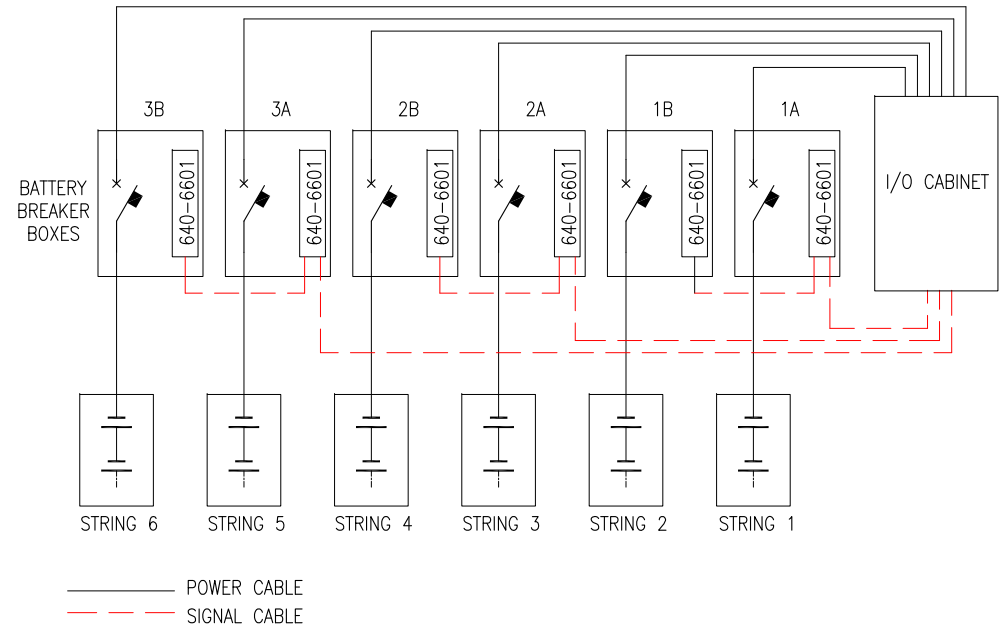 3B 3A 2B 2A 1B 1A
I/O CABINET
BATTERY
BREAKER
BOXES
640-6601 640-6601 640-6601 640-6601 640-6601 640-6601
STRING 6 STRING 5 STRING 4 STRING 3 STRING 2 STRING 1
POWER CABLE
SIGNAL CABLE